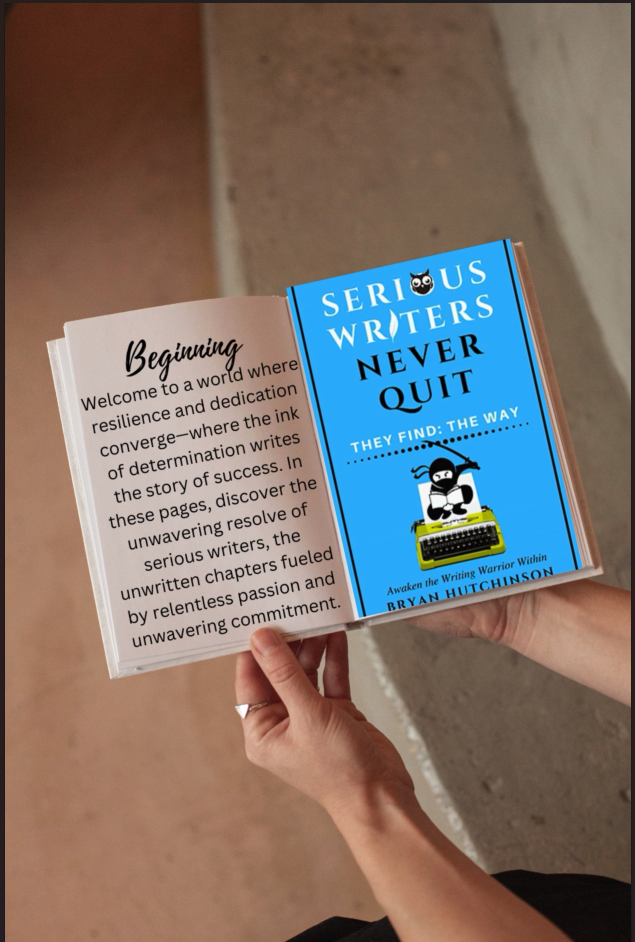 Beginning
Welcome to a world where
resilience and dedication
converge—where the ink
of determination writes
the story of success. In
these pages, discover the
unwavering resolve of
serious writers, the
unwritten chapters fueled
by relentless passion and
unwavering commitment.
SERIOUS
WRITERS
NEVER
QUIT
THEY FIND: THE WAY
Awaken the Writing Warrior Within
BRYAN HUTCHINSON